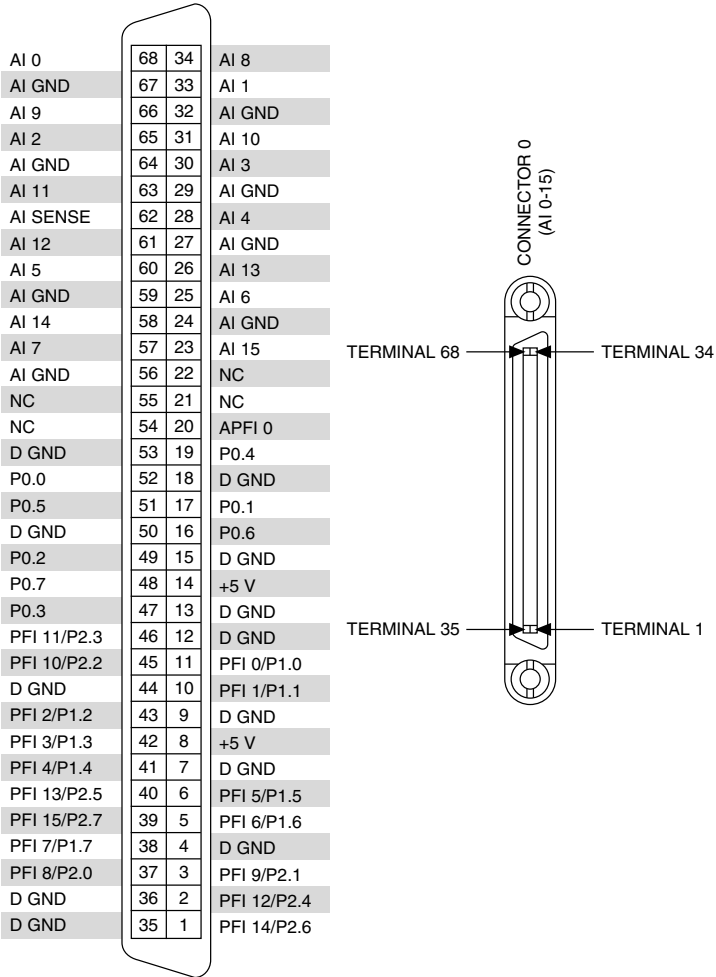 AI 0 68 34 AI 8
AI GND 67 33 AI 1
AI 9 66 32 AI GND
AI 2 65 31 AI 10
AI GND 64 30 AI 3
AI 11 63 29 AI GND
AI SENSE 62 28 AI 4
AI 12 61 27 AI GND
AI 5 60 26 AI 13
AI GND 59 25 AI 6
AI 14 58 24 AI GND
AI 7 57 23 AI 15
AI GND 56 22 NC
NC 55 21 NC
NC 54 20 APFI 0
D GND 53 19 P0.4
P0.0 52 18 D GND
P0.5 51 17 P0.1
D GND 50 16 P0.6
P0.2 49 15 D GND
P0.7 48 14 +5 V
P0.3 47 13 D GND
PFI 11/P2.3 46 12 D GND
PFI 10/P2.2 45 11 PFI 0/P1.0
D GND 44 10 PFI 1/P1.1
PFI 2/P1.2 43 9 D GND
PFI 3/P1.3 42 8 +5 V
PFI 4/P1.4 41 7 D GND
PFI 13/P2.5 40 6 PFI 5/P1.5
PFI 15/P2.7 39 5 PFI 6/P1.6
PFI 7/P1.7 38 4 D GND
PFI 8/P2.0 37 3 PFI 9/P2.1
D GND 36 2 PFI 12/P2.4
D GND 35 1 PFI 14/P2.6
CONNECTOR 0
(AI 0-15)
TERMINAL 68 TERMINAL 34
TERMINAL 35 TERMINAL 1